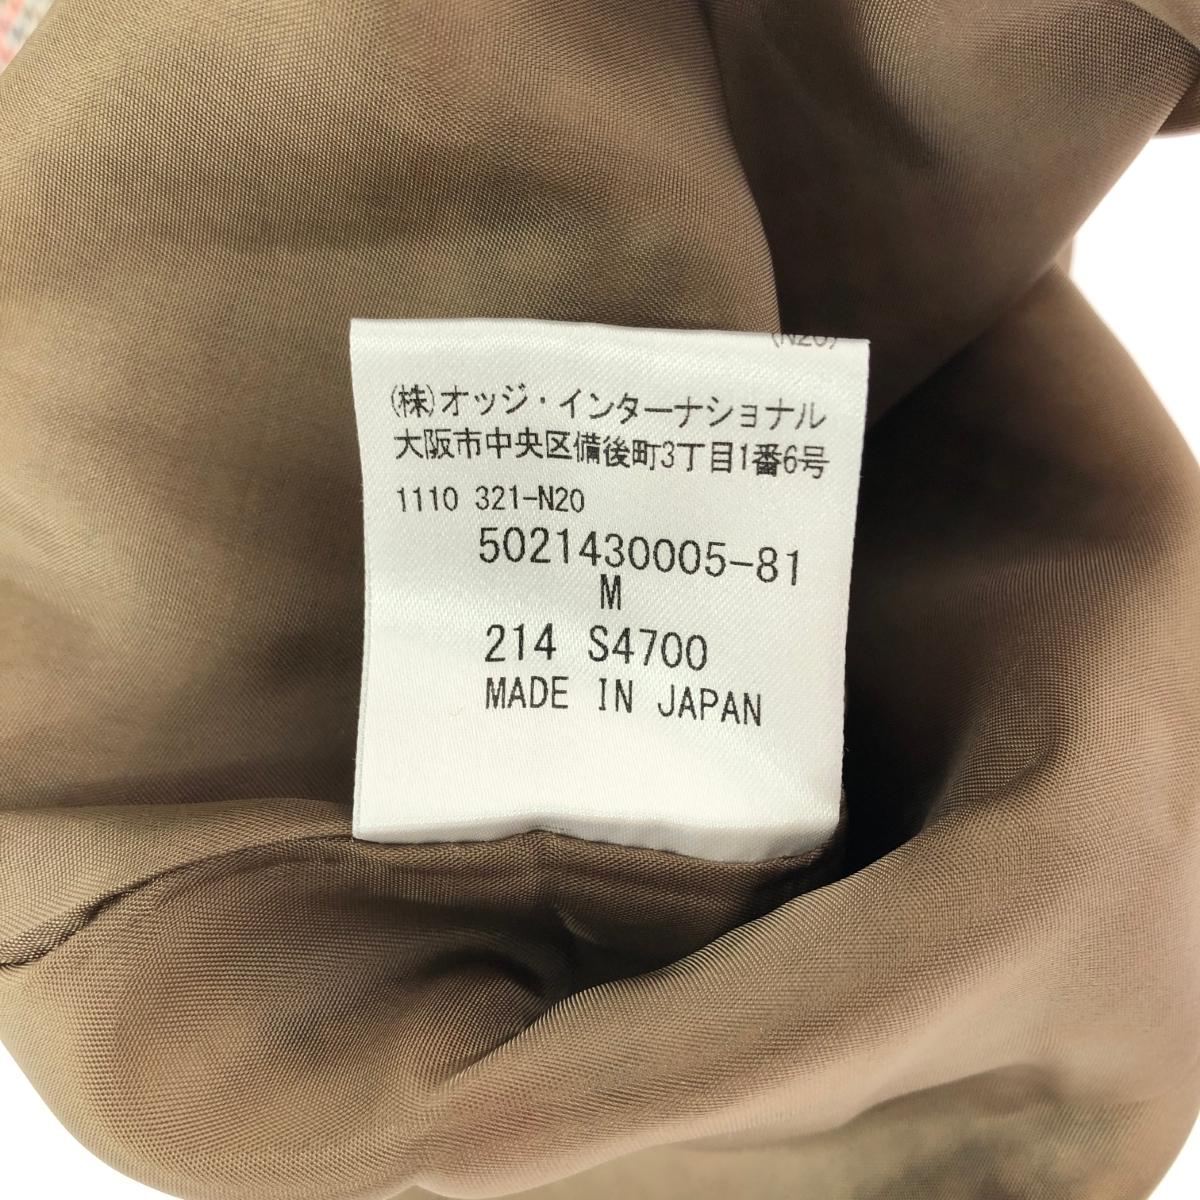 (N20)
(株)オッジ・インターナショナル
大阪市中央区備後町3丁目1番6号
1110 321-N20
5021430005-81
M
214 S4700
MADE IN JAPAN